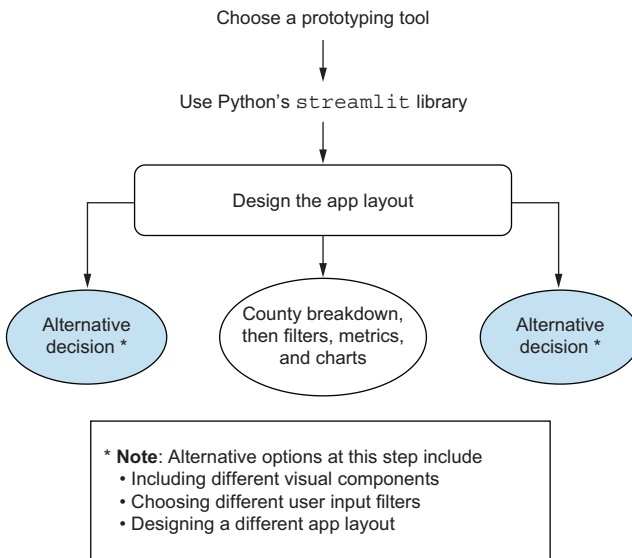 Choose a prototyping tool
Use Python's streamlit library
Design the app layout
Alternative
decision *
County breakdown,
then filters, metrics,
and charts
Alternative
decision *
* Note: Alternative options at this step include
• Including different visual components
• Choosing different user input filters
• Designing a different app layout